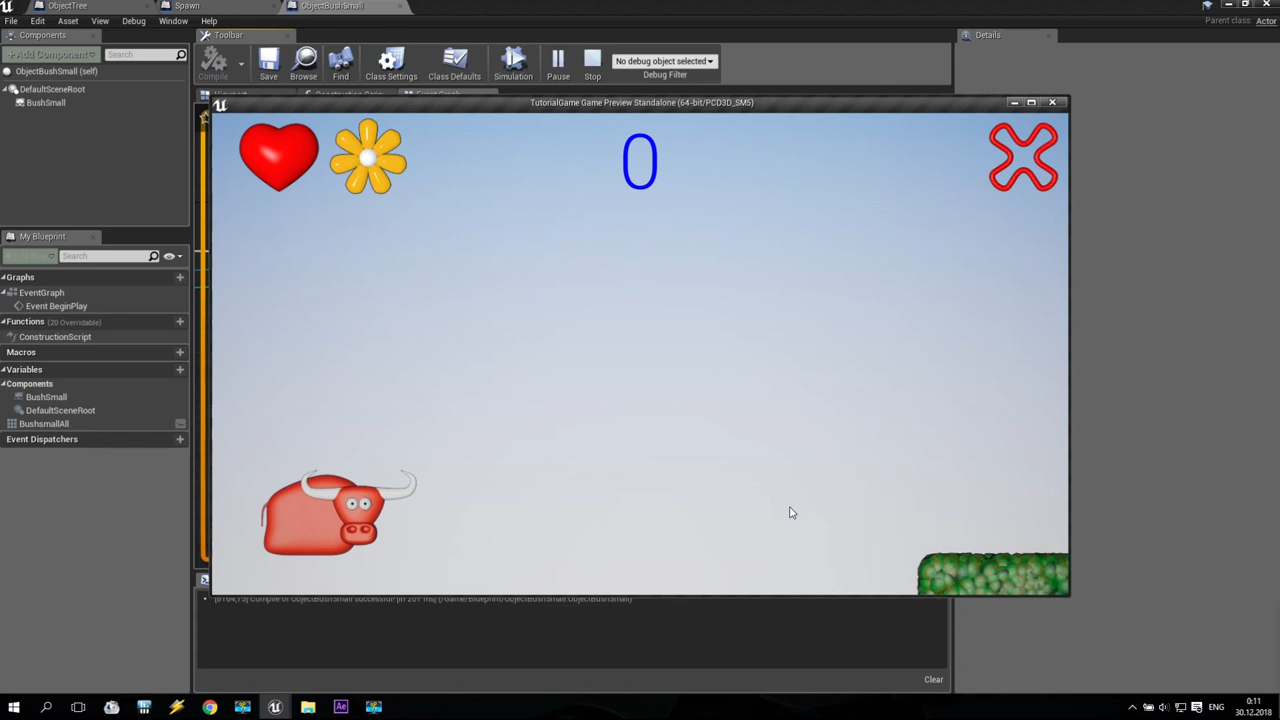 ObjectTree
Spawn
ObjectBushSmall
File Edit Asset View Debug Window Help
Parent class: Actor
Components
Toolbar
Details
+Add Component
Search
ObjectBushSmall (self)
DefaultSceneRoot
BushSmall
Compile
Save
Browse
Find
Class Settings
Class Defaults
Simulation
Pause
Stop
No debug object selected
Debug Filter
TutorialGame Game Preview Standalone (64-bit/PCD3D_SM5)
0
My Blueprint
Search
Graphs
EventGraph
Event BeginPlay
Functions (20 Overridable)
ConstructionScript
Macros
Variables
Components
BushSmall
DefaultSceneRoot
BushsmallAll
Event Dispatchers
Clear
Ae
ENG
0:11
30.12.2018